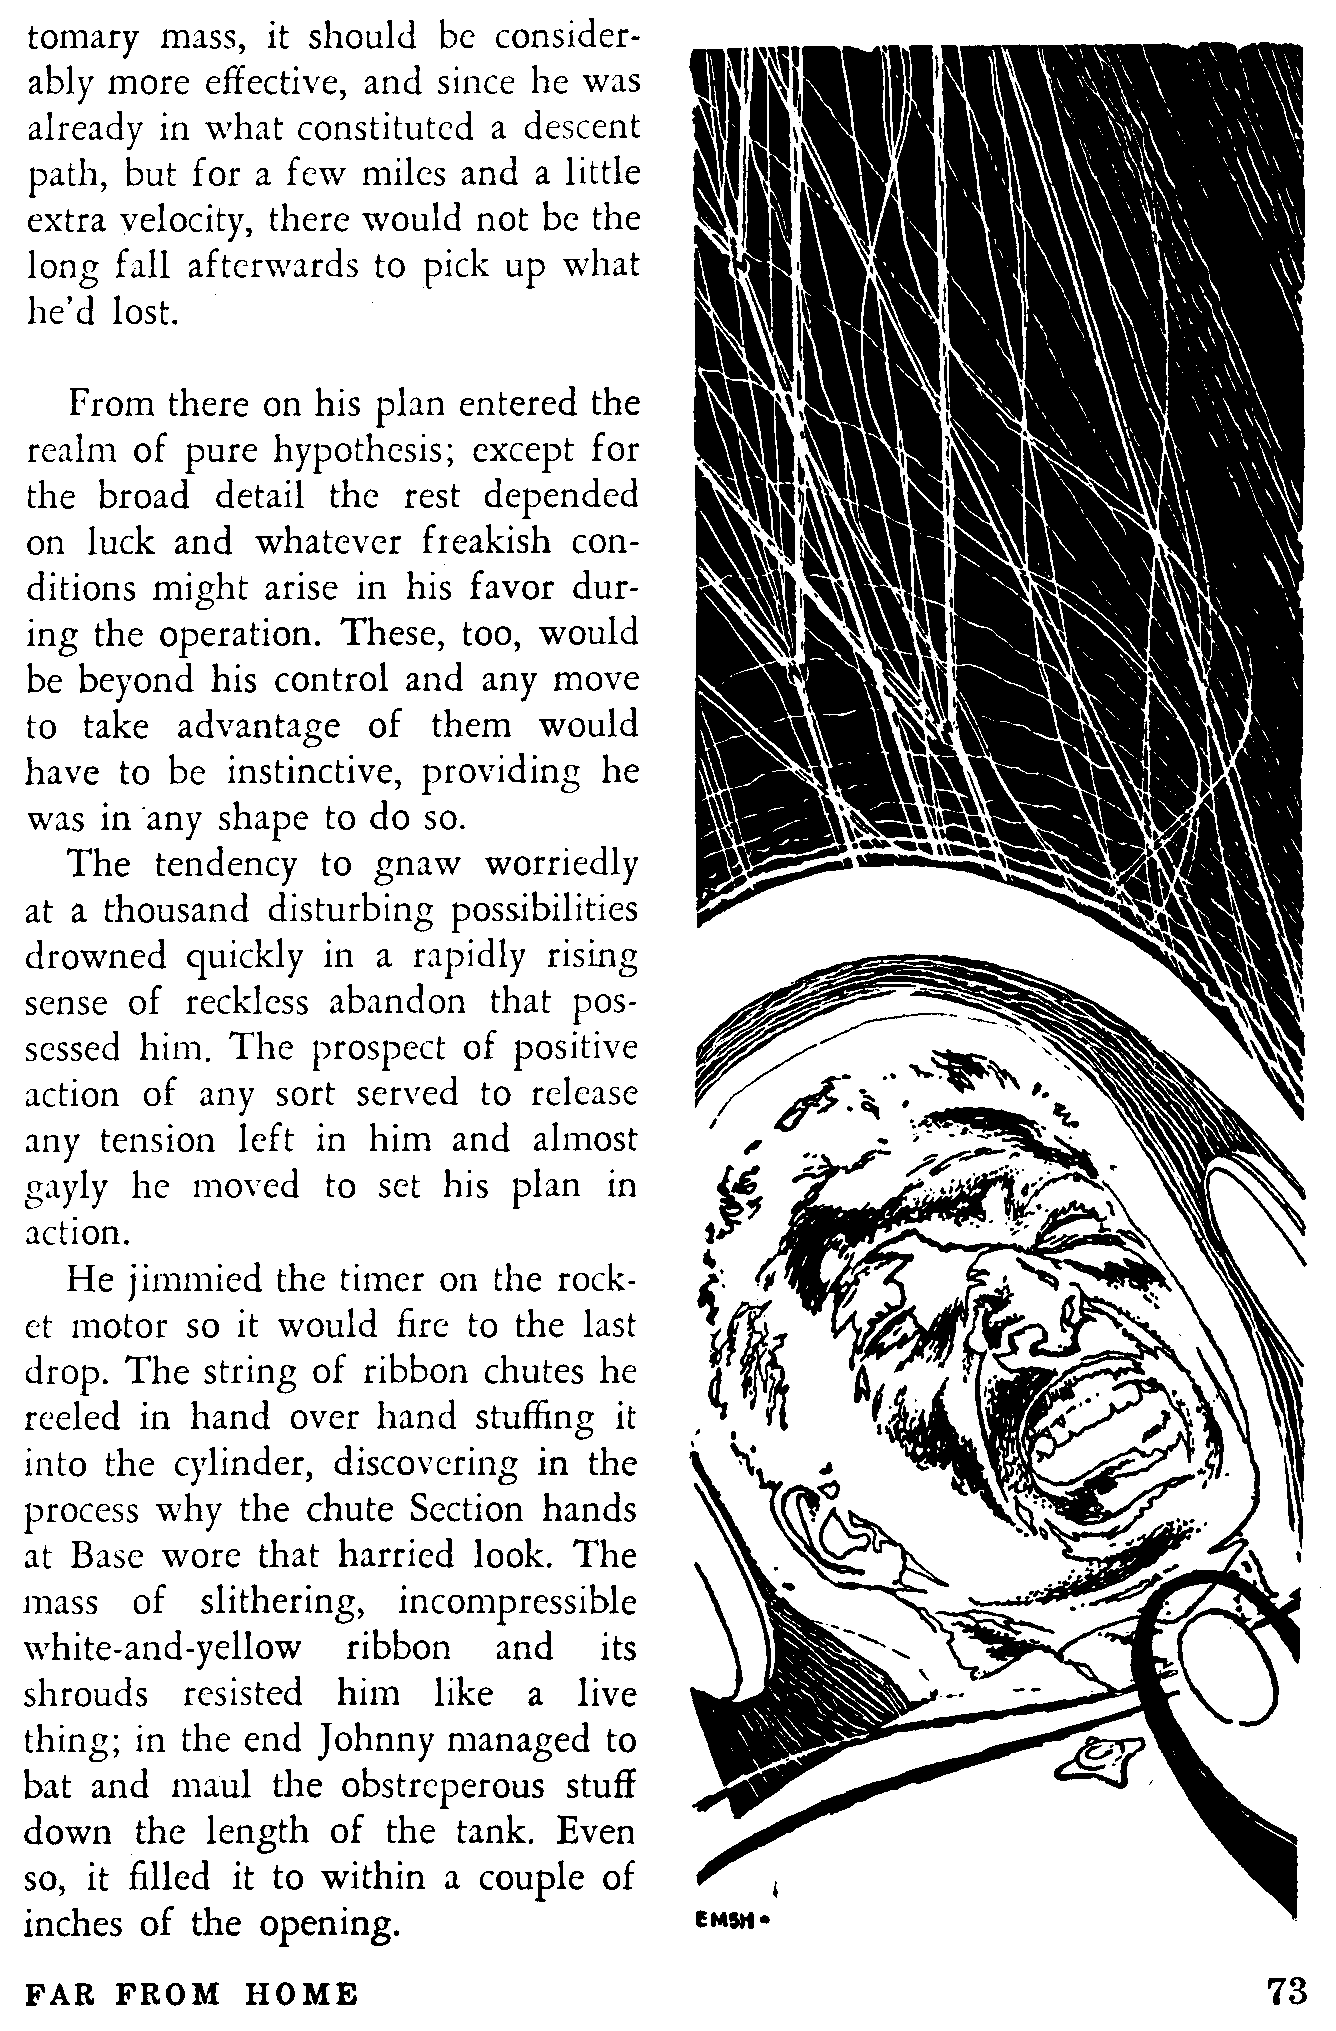 tomary mass, it should be consider-
ably more effective, and since he was
already in what constituted a descent
path, but for a few miles and a little
extra velocity, there would not be the
long fall afterwards to pick up what
he'd lost.
From there on his plan entered the
realm of pure hypothesis; except for
the broad detail the rest depended
on luck and whatever freakish con-
ditions might arise in his favor dur-
ing the operation. These, too, would
be beyond his control and any move
to take advantage of them would
have to be instinctive, providing he
was in any shape to do so.
The tendency to gnaw worriedly
at a thousand disturbing possibilities
drowned quickly in a rapidly rising
sense of reckless abandon that pos-
sessed him. The prospect of positive
action of any sort served to release
any tension left in him and almost
gayly he moved to set his plan in
action.
He jimmied the timer on the rock-
et motor so it would fire to the last
drop. The string of ribbon chutes he
reeled in hand over hand stuffing it
into the cylinder, discovering in the
process why the chute Section hands
at Base wore that harried look. The
mass of slithering, incompressible
white-and-yellow ribbon and its
shrouds resisted him like a live
thing; in the end Johnny managed to
bat and maul the obstreperous stuff
down the length of the tank. Even
so, it filled it to within a couple of
inches of the opening.
EMSH
FAR FROM HOME
73